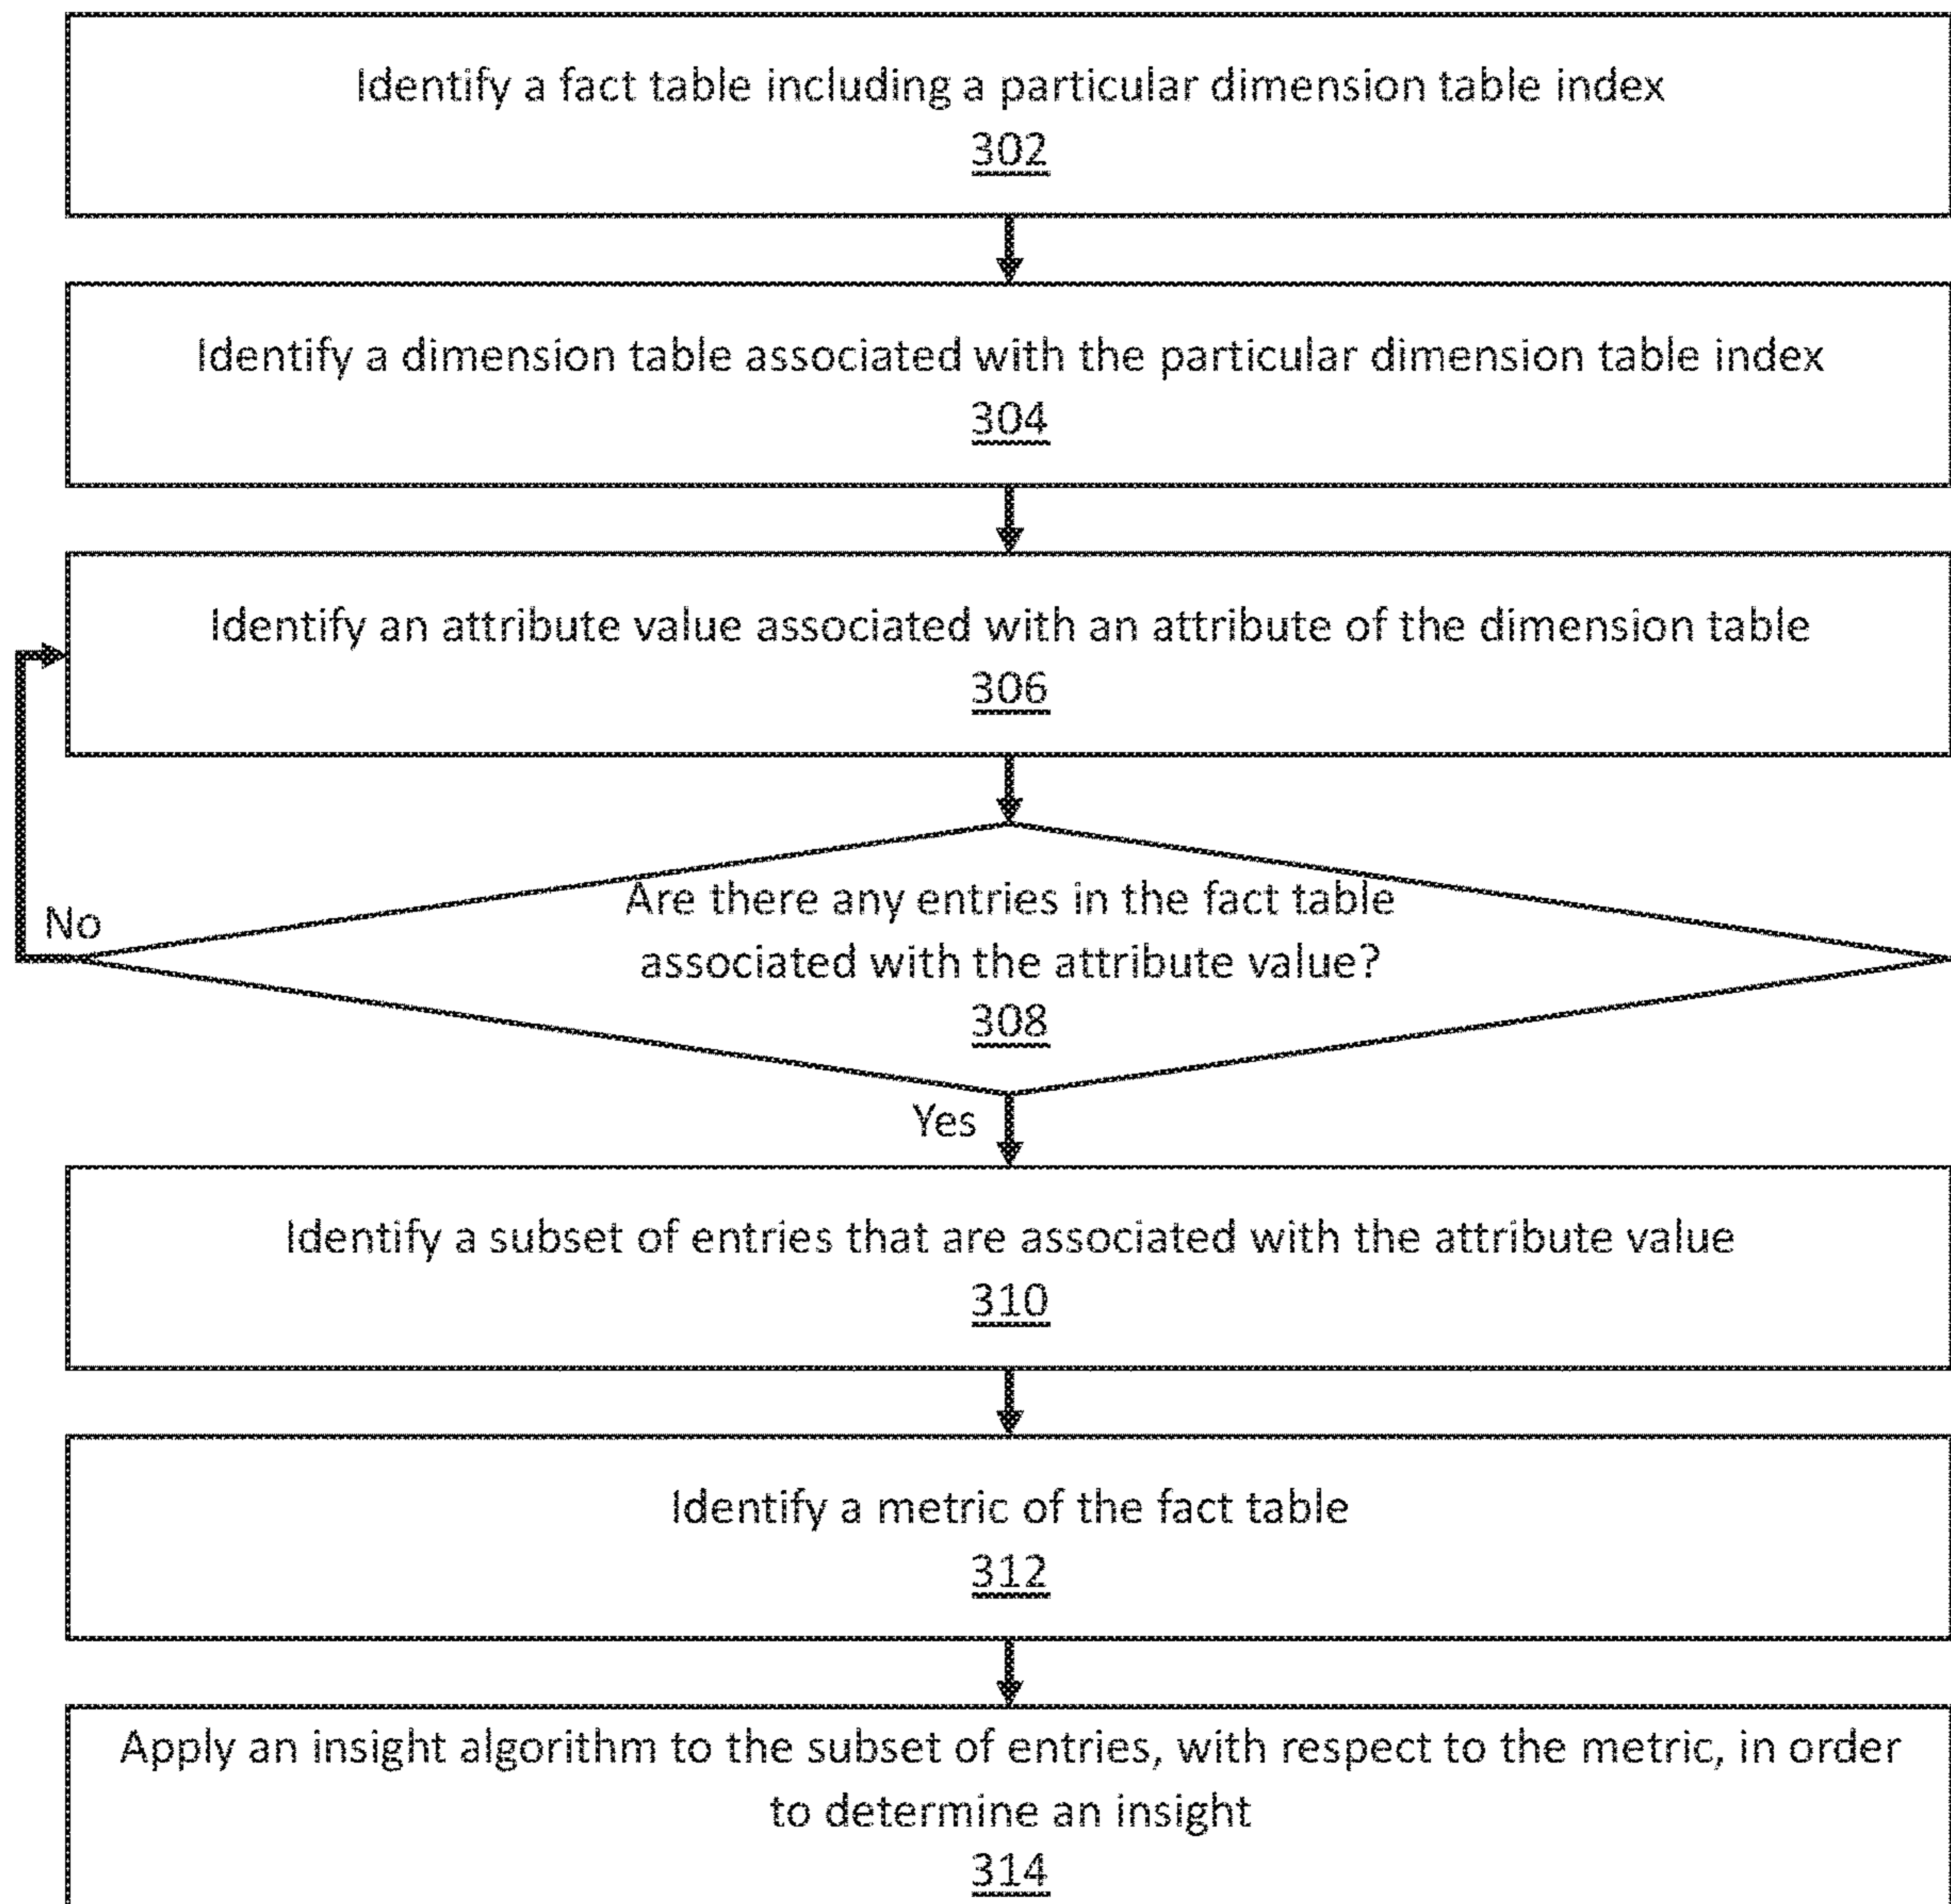 Identify a fact table including a particular dimension table index
302
Identify a dimension table associated with the particular dimension table index
304
Identify an attribute value associated with an attribute of the dimension table
306
Are there any entries in the fact table
associated with the attribute value?
308
No
Yes
Identify a subset of entries that are associated with the attribute value
310
Identify a metric of the fact table
312
Apply an insight algorithm to the subset of entries, with respect to the metric, in order
to determine an insight
314